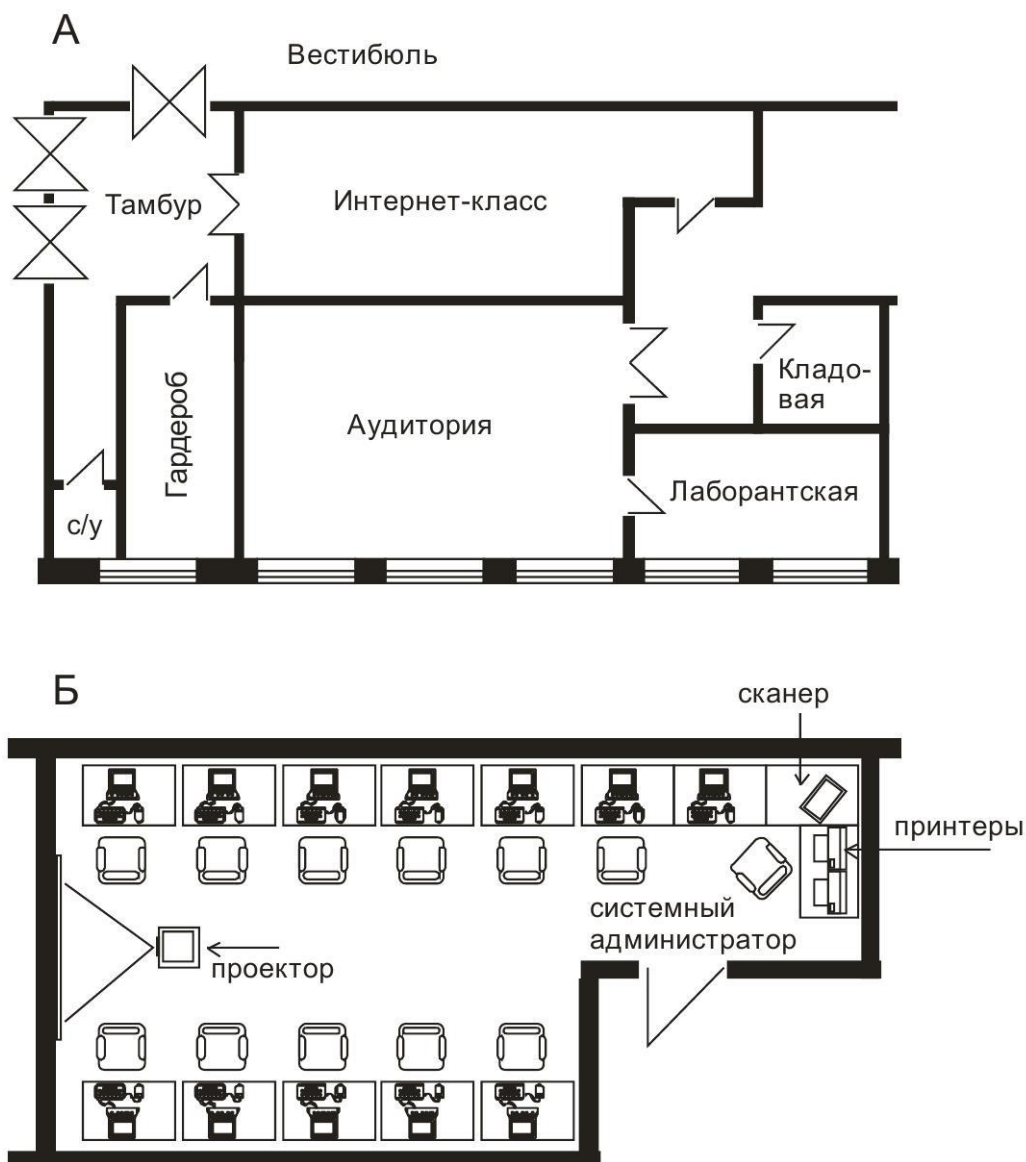 А
Вестибюль
Тамбур
Интернет-класс
Гардероб
Аудитория
Кладо-
вая
Лаборантская
с/у
Б
сканер
принтеры
системный
администратор
проектор